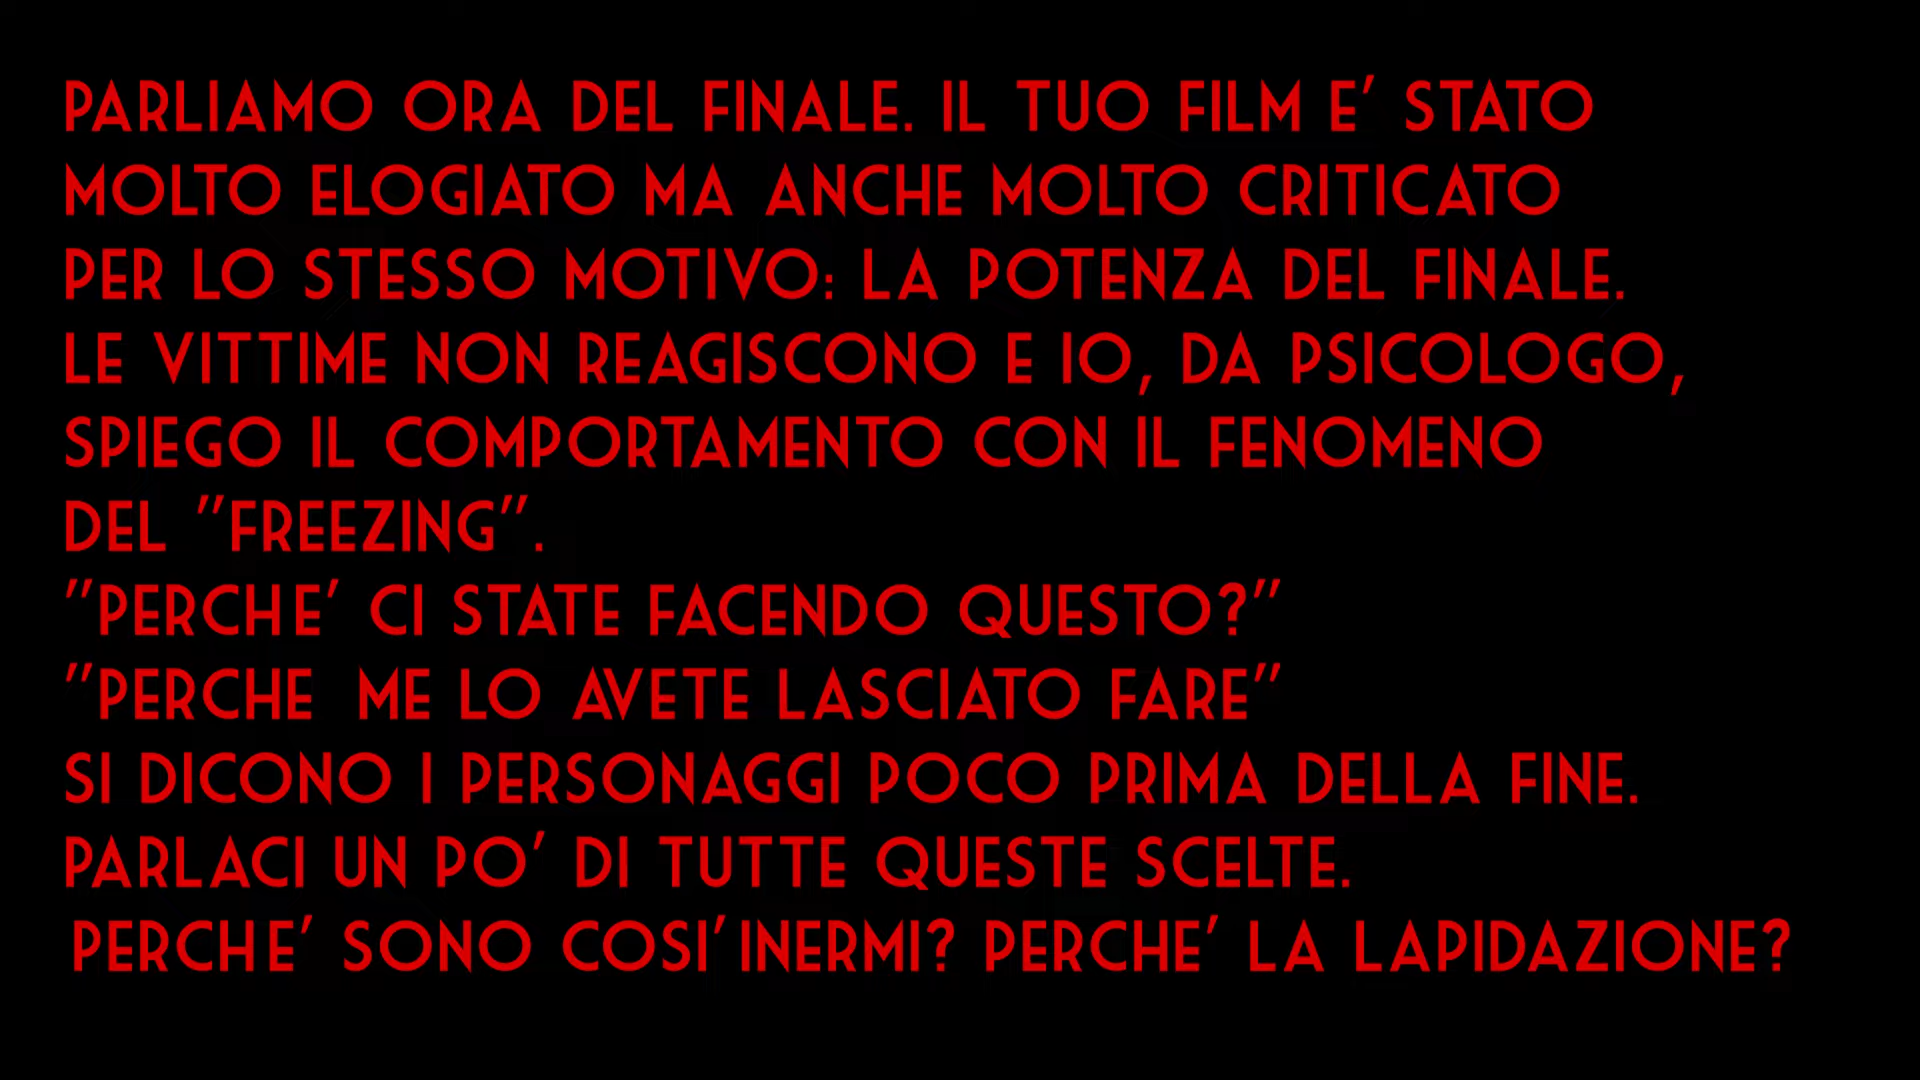 PARLIAMO ORA DEL FINALE. IL TUO FILM E' STATO
MOLTO ELOGIATO MA ANCHE MOLTO CRITICATO
PER LO STESSO MOTIVO: LA POTENZA DEL FINALE.
LE VITTIME NON REAGISCONO E IO, DA PSICOLOGO,
SPIEGO IL COMPORTAMENTO CON IL FENOMENO
DEL "FREEZING".
"PERCHE' CI STATE FACENDO QUESTO?"
"PERCHE ME LO AVETE LASCIATO FARE"
SI DICONO I PERSONAGGI POCO PRIMA DELLA FINE.
PARLACI UN PO' DI TUTTE QUESTE SCELTE.
PERCHE' SONO COSI'INERMI? PERCHE' LA LAPIDAZIONE?